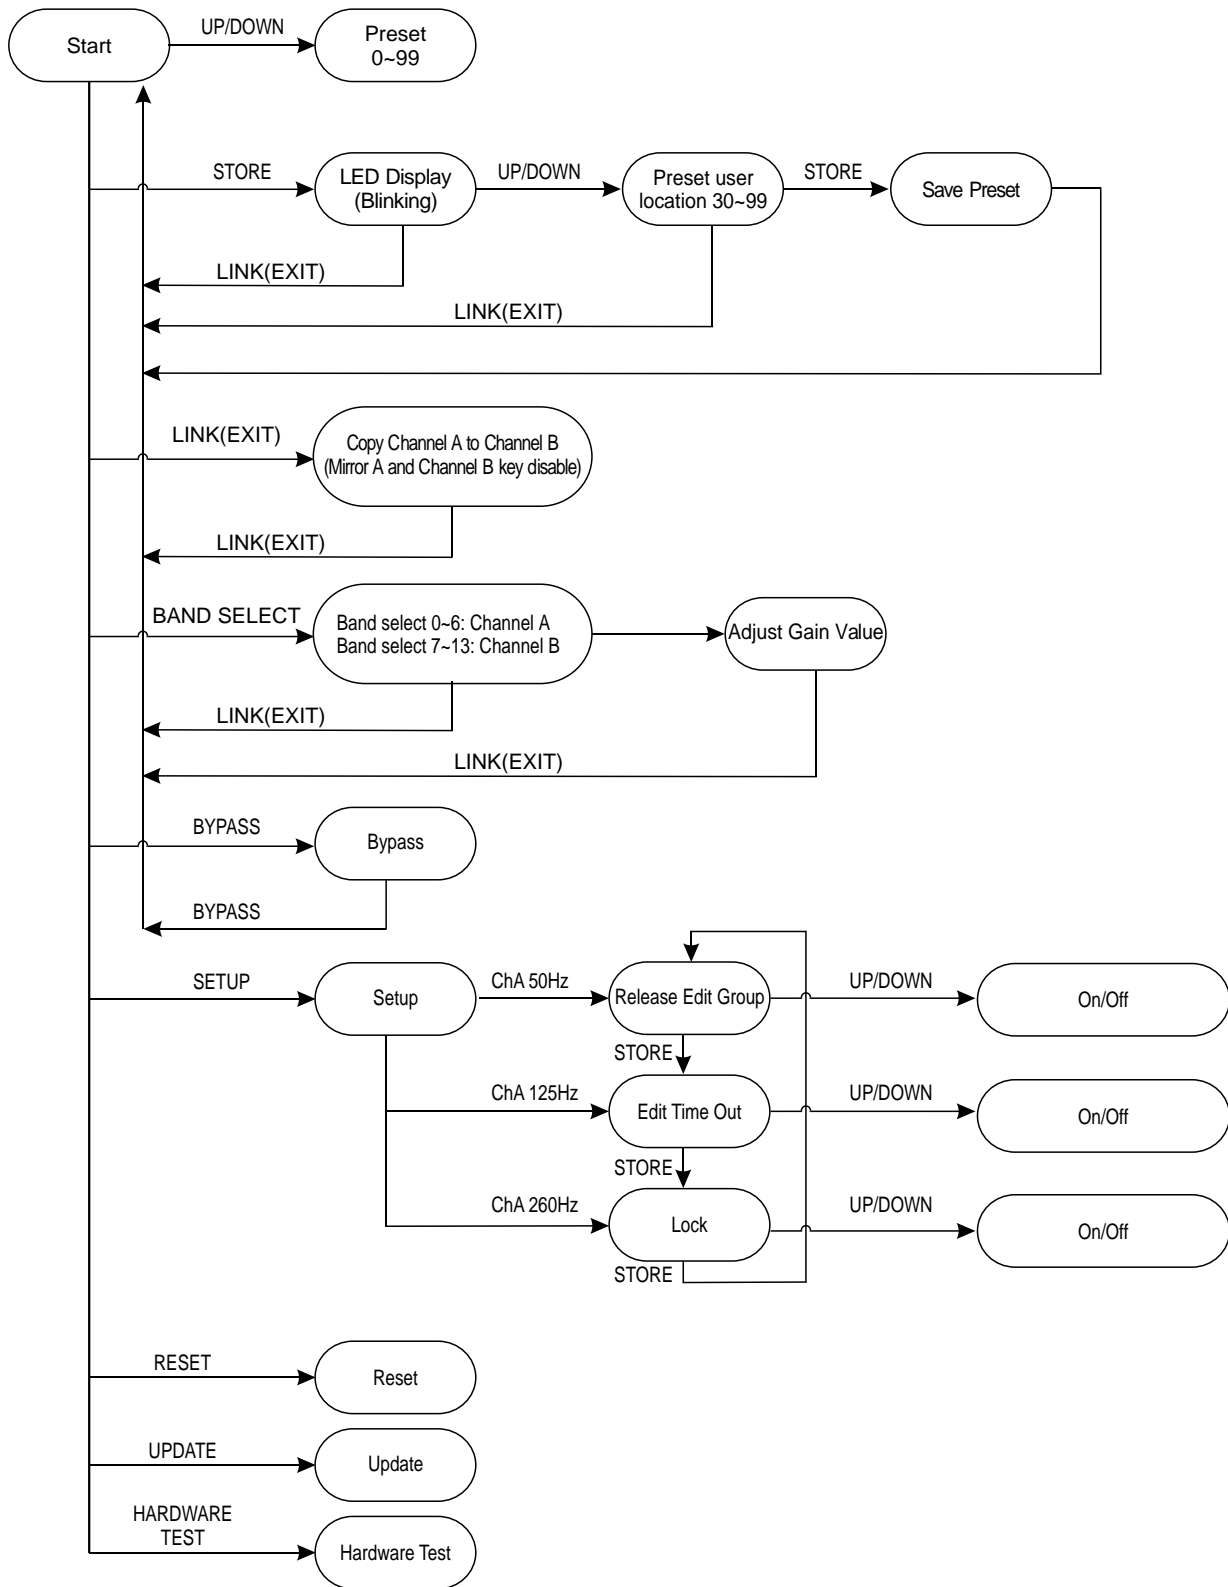 Start
UP/DOWN
Preset
0~99
STORE
LED Display
(Blinking)
UP/DOWN
Preset user
location 30~99
STORE
Save Preset
LINK(EXIT)
LINK(EXIT)
LINK(EXIT)
Copy Channel A to Channel B
(Mirror A and Channel B key disable)
LINK(EXIT)
BAND SELECT
Band select 0~6: Channel A
Band select 7~13: Channel B
Adjust Gain Value
LINK(EXIT)
LINK(EXIT)
BYPASS
Bypass
BYPASS
SETUP
Setup
ChA 50Hz
Release Edit Group
UP/DOWN
On/Off
STORE
ChA 125Hz
Edit Time Out
UP/DOWN
On/Off
STORE
ChA 260Hz
Lock
UP/DOWN
On/Off
STORE
RESET
Reset
UPDATE
Update
HARDWARE
TEST
Hardware Test